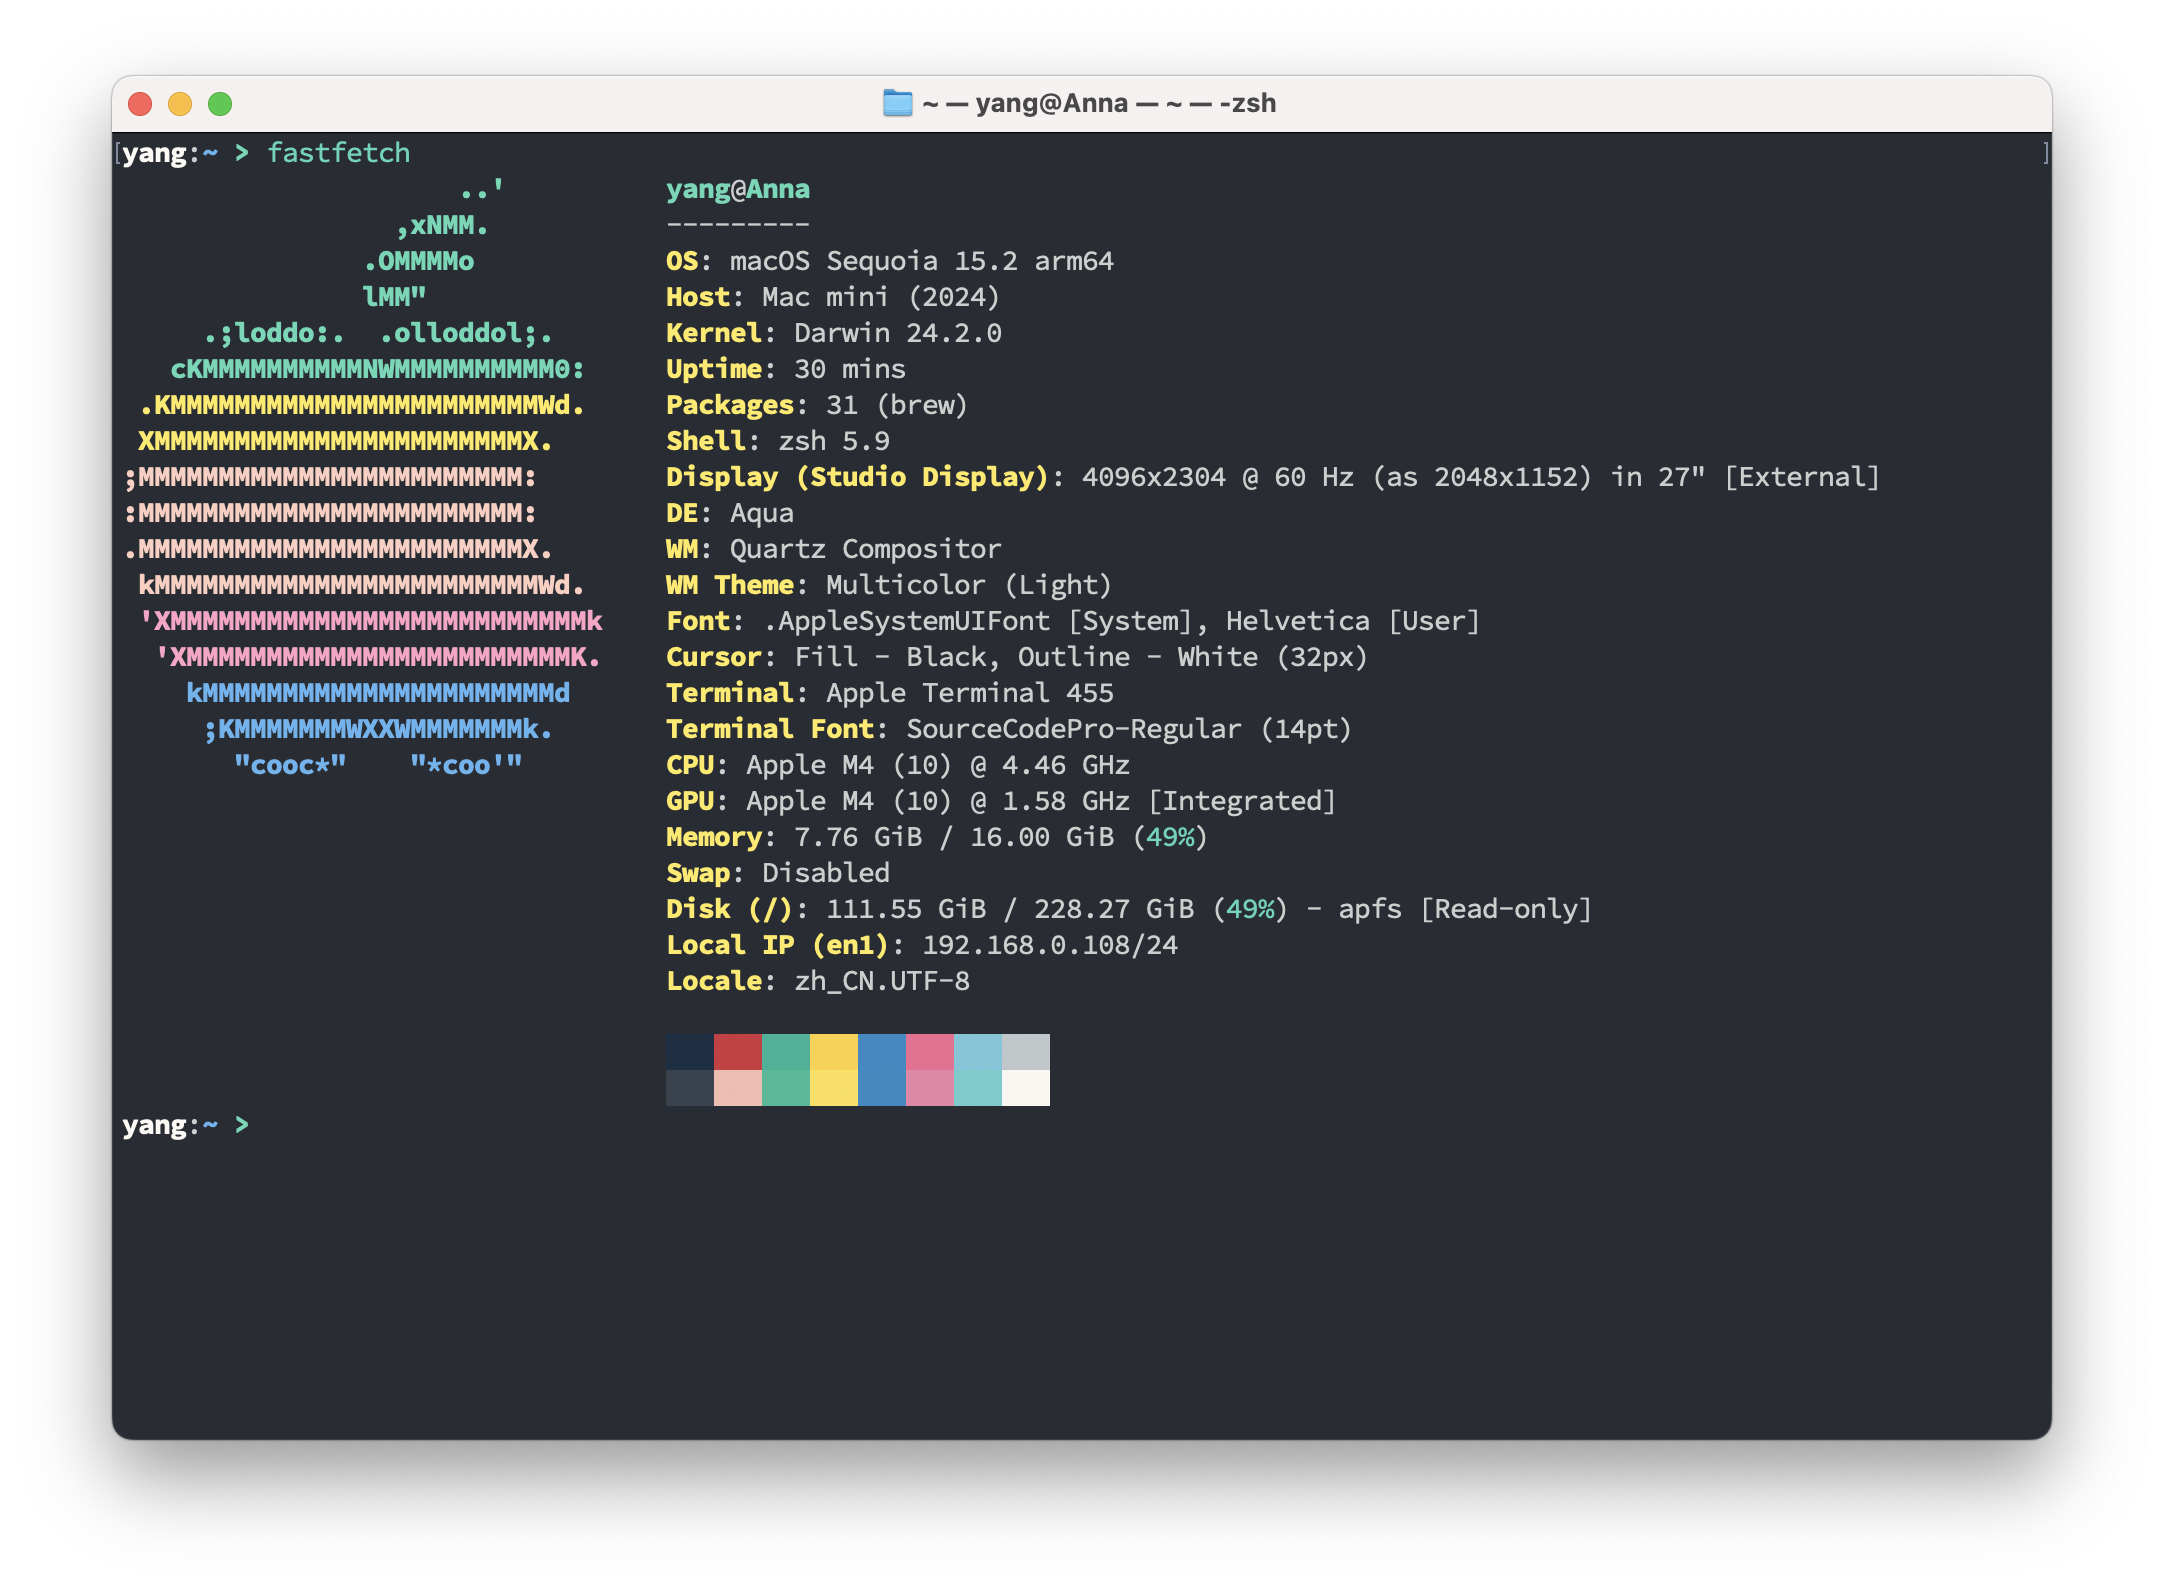 ~ — yang@Anna — ~ — -zsh
[yang:~ > fastfetch ]
                     ..'          yang@Anna
                 ,xNMM.           ---------
               .OMMMMo            OS: macOS Sequoia 15.2 arm64
               lMM"               Host: Mac mini (2024)
     .;loddo:.  .olloddol;.       Kernel: Darwin 24.2.0
   cKMMMMMMMMMMNWMMMMMMMMMM0:     Uptime: 30 mins
 .KMMMMMMMMMMMMMMMMMMMMMMMWd.     Packages: 31 (brew)
 XMMMMMMMMMMMMMMMMMMMMMMMX.       Shell: zsh 5.9
;MMMMMMMMMMMMMMMMMMMMMMMM:        Display (Studio Display): 4096x2304 @ 60 Hz (as 2048x1152) in 27" [External]
:MMMMMMMMMMMMMMMMMMMMMMMM:        DE: Aqua
.MMMMMMMMMMMMMMMMMMMMMMMMX.       WM: Quartz Compositor
 kMMMMMMMMMMMMMMMMMMMMMMMMWd.     WM Theme: Multicolor (Light)
 'XMMMMMMMMMMMMMMMMMMMMMMMMMMk    Font: .AppleSystemUIFont [System], Helvetica [User]
  'XMMMMMMMMMMMMMMMMMMMMMMMMK.    Cursor: Fill - Black, Outline - White (32px)
    kMMMMMMMMMMMMMMMMMMMMMMd      Terminal: Apple Terminal 455
     ;KMMMMMMMWXXWMMMMMMMk.       Terminal Font: SourceCodePro-Regular (14pt)
       "cooc*"    "*coo'"         CPU: Apple M4 (10) @ 4.46 GHz
                                  GPU: Apple M4 (10) @ 1.58 GHz [Integrated]
                                  Memory: 7.76 GiB / 16.00 GiB (49%)
                                  Swap: Disabled
                                  Disk (/): 111.55 GiB / 228.27 GiB (49%) - apfs [Read-only]
                                  Local IP (en1): 192.168.0.108/24
                                  Locale: zh_CN.UTF-8
yang:~ >